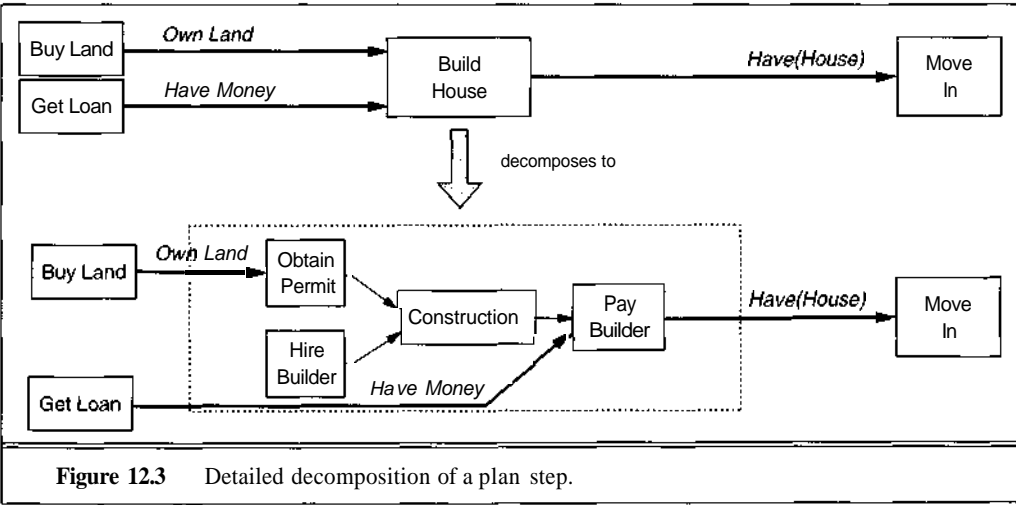 Own Land
Buy Land
Build
House
Have(House)
Move
In
Have Money
Get Loan
decomposes to
Own Land
Buy Land
Obtain
Permit
Construction
Pay
Builder
Have(House)
Move
In
Hire
Builder
Have Money
Get Loan
Figure 12.3 Detailed decomposition of a plan step.